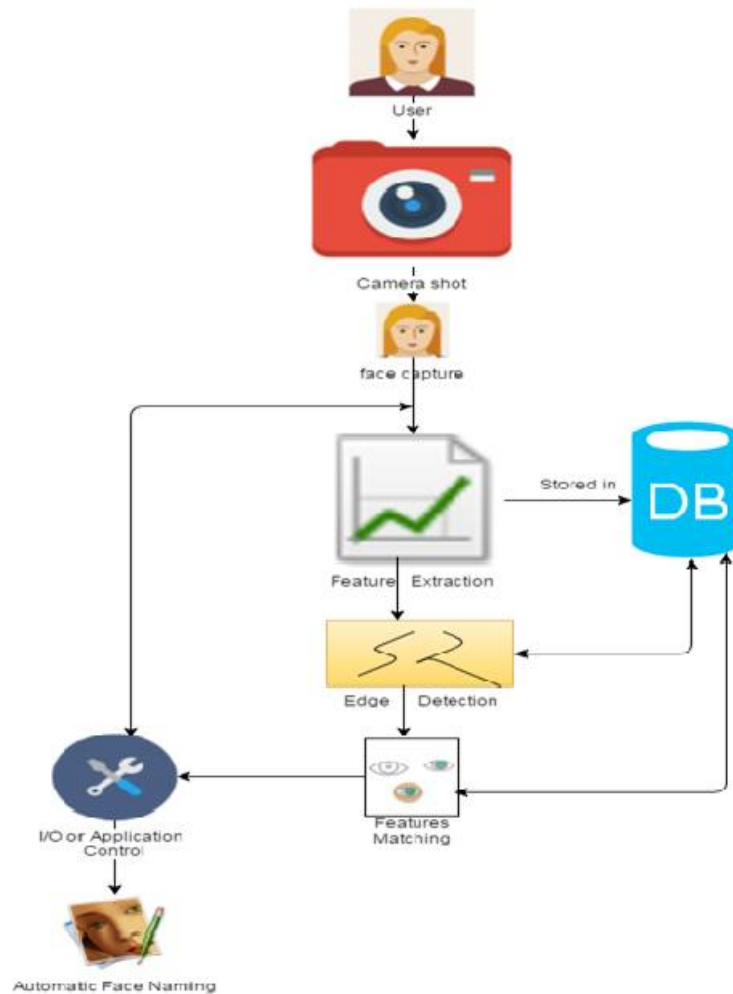 User
Camera shot
face capture
Stored in
DB
Feature Extraction
Edge Detection
Features
Matching
I/O or Application
Control
Automatic Face Naming